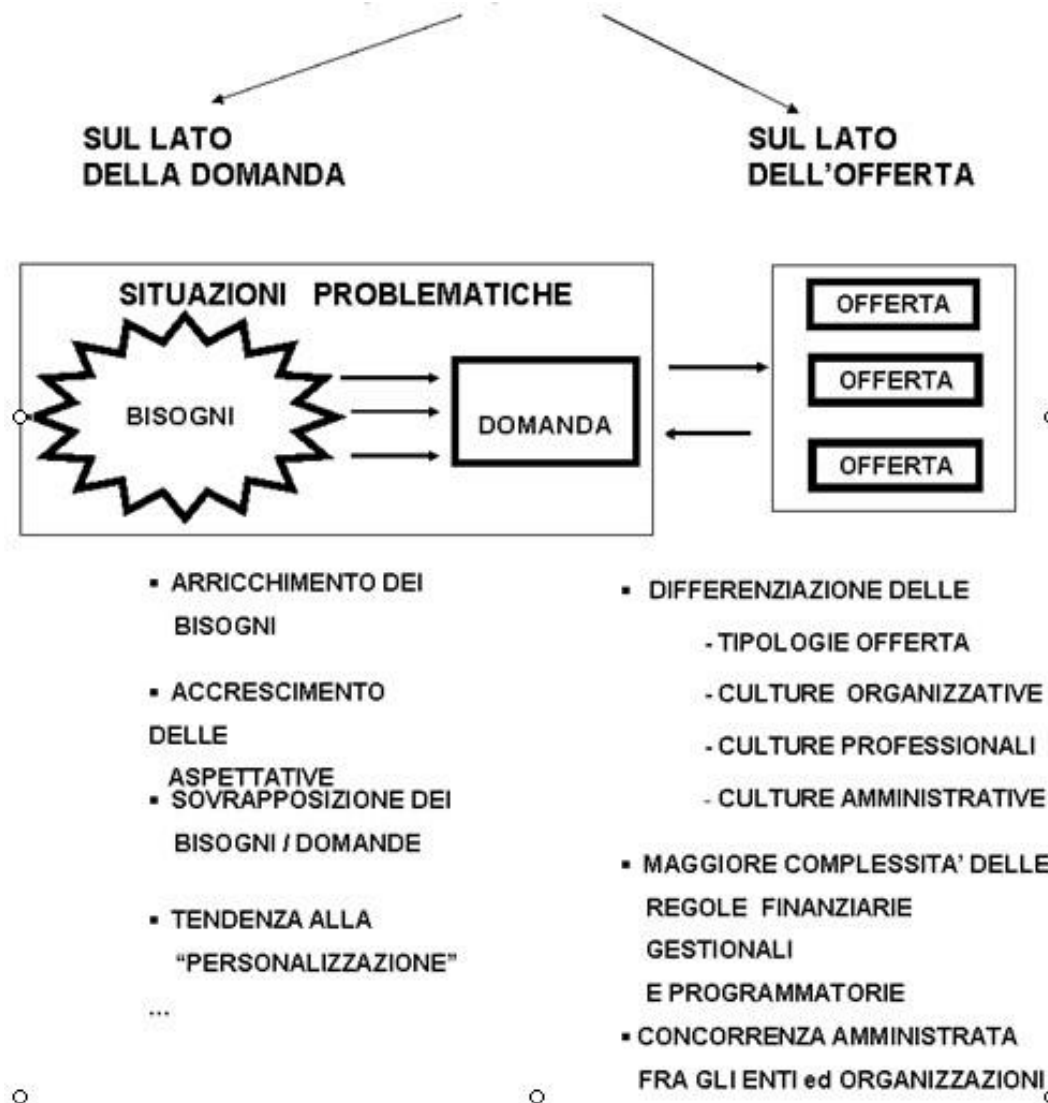 SUL LATO
DELLA DOMANDA
SUL LATO
DELL'OFFERTA
SITUAZIONI PROBLEMATICHE
BISOGNI
DOMANDA
OFFERTA
OFFERTA
OFFERTA
▪ ARRICCHIMENTO DEI
BISOGNI
▪ ACCRESCIMENTO
DELLE
ASPETTATIVE
▪ SOVRAPPOSIZIONE DEI
BISOGNI / DOMANDE
▪ TENDENZA ALLA
“PERSONALIZZAZIONE”
...
▪ DIFFERENZIAZIONE DELLE
- TIPOLOGIE OFFERTA
- CULTURE ORGANIZZATIVE
- CULTURE PROFESSIONALI
- CULTURE AMMINISTRATIVE
▪ MAGGIORE COMPLESSITA’ DELLE
REGOLE FINANZIARIE
GESTIONALI
E PROGRAMMATORIE
▪ CONCORRENZA AMMINISTRATA
FRA GLI ENTI ed ORGANIZZAZIONI